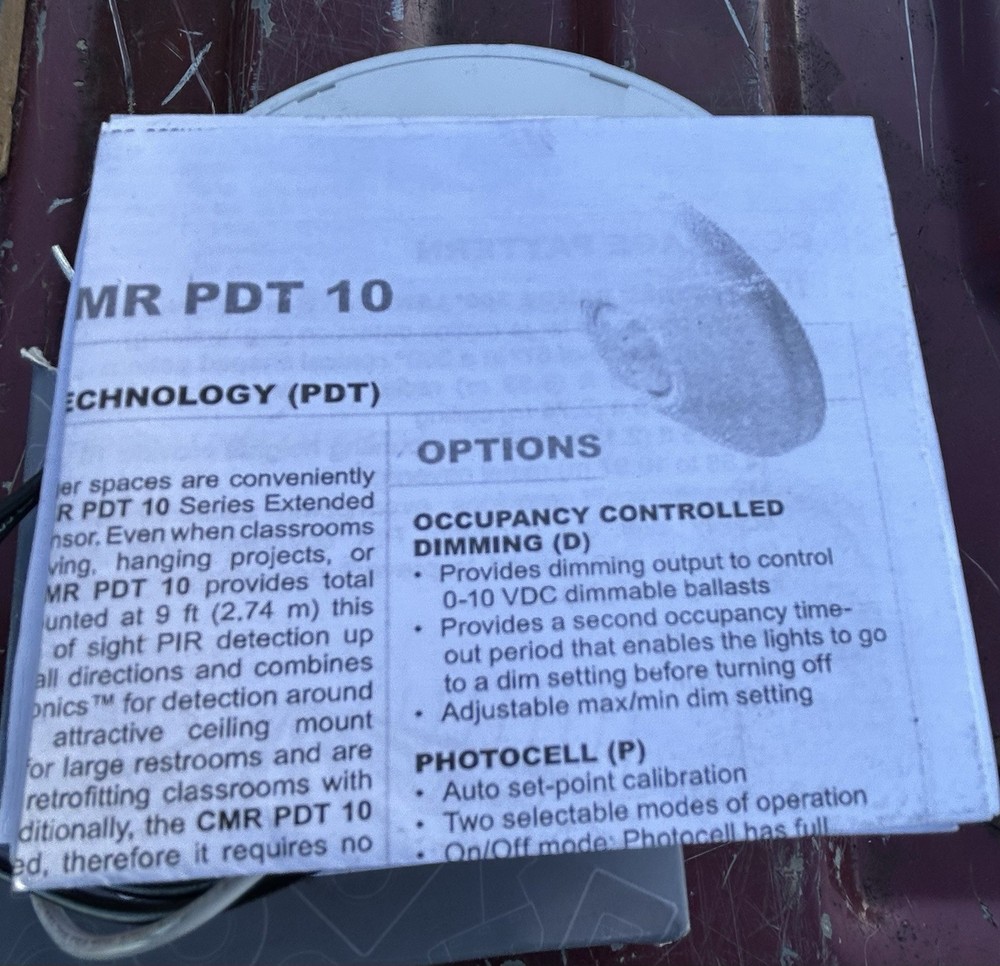 MR PDT 10
ECHNOLOGY (PDT)
er spaces are conveniently
R PDT 10 Series Extended
nsor. Even when classrooms
ving, hanging projects, or
MR PDT 10 provides total
unted at 9 ft (2.74 m) this
of sight PIR detection up
all directions and combines
onics™ for detection around
attractive ceiling mount
for large restrooms and are
retrofitting classrooms with
ditionally, the CMR PDT 10
ed, therefore it requires no
OPTIONS
OCCUPANCY CONTROLLED
DIMMING (D)
• Provides dimming output to control
0-10 VDC dimmable ballasts
• Provides a second occupancy time-
out period that enables the lights to go
to a dim setting before turning off
• Adjustable max/min dim setting
PHOTOCELL (P)
• Auto set-point calibration
• Two selectable modes of operation
• On/Off mode: Photocell has full